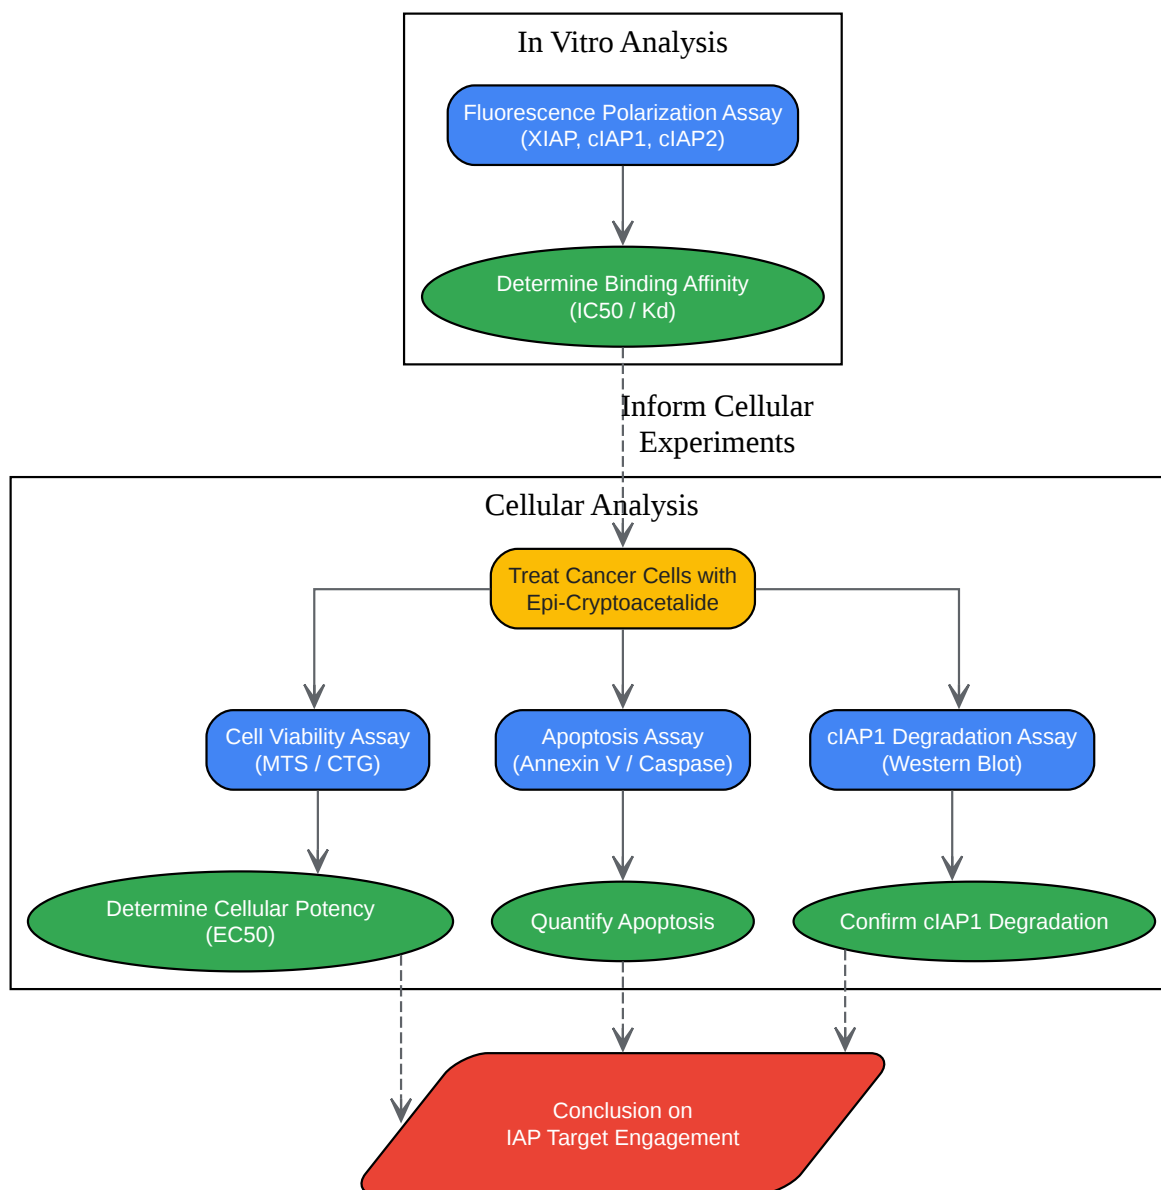 In Vitro Analysis
Fluorescence Polarization Assay
(XIAP, cIAP1, cIAP2)
Determine Binding Affinity
(IC50 / Kd)
Inform Cellular
Experiments
Cellular Analysis
Treat Cancer Cells with
Epi-Cryptoacetalide
Cell Viability Assay
(MTS / CTG)
Apoptosis Assay
(Annexin V / Caspase)
cIAP1 Degradation Assay
(Western Blot)
Determine Cellular Potency
(EC50)
Quantify Apoptosis
Confirm cIAP1 Degradation
Conclusion on
IAP Target Engagement